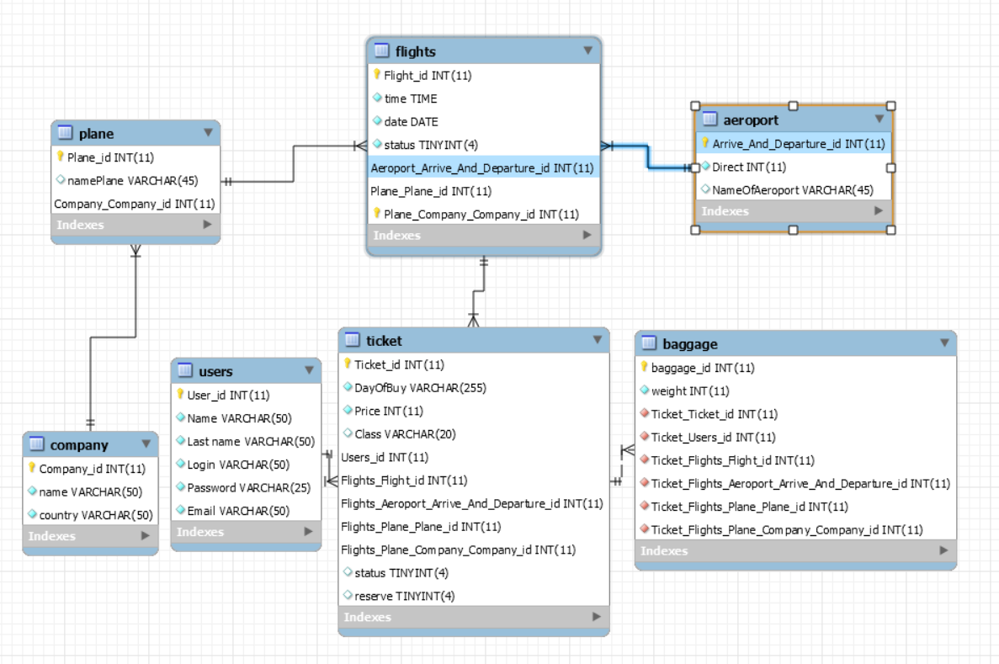 flights
Flight_id INT(11)
time TIME
date DATE
status TINYINT(4)
Aeroport_Arrive_And_Departure_id INT(11)
Plane_Plane_id INT(11)
Plane_Company_Company_id INT(11)
Indexes
aeroport
Arrive_And_Departure_id INT(11)
Direct INT(11)
NameOfAeroport VARCHAR(45)
Indexes
plane
Plane_id INT(11)
namePlane VARCHAR(45)
Company_Company_id INT(11)
Indexes
company
Company_id INT(11)
name VARCHAR(50)
country VARCHAR(50)
Indexes
users
User_id INT(11)
Name VARCHAR(50)
Last name VARCHAR(50)
Login VARCHAR(50)
Password VARCHAR(25)
Email VARCHAR(50)
Indexes
ticket
Ticket_id INT(11)
DayOfBuy VARCHAR(255)
Price INT(11)
Class VARCHAR(20)
Users_id INT(11)
Flights_Flight_id INT(11)
Flights_Aeroport_Arrive_And_Departure_id INT(11)
Flights_Plane_Plane_id INT(11)
Flights_Plane_Company_Company_id INT(11)
status TINYINT(4)
reserve TINYINT(4)
Indexes
baggage
baggage_id INT(11)
weight INT(11)
Ticket_Ticket_id INT(11)
Ticket_Users_id INT(11)
Ticket_Flights_Flight_id INT(11)
Ticket_Flights_Aeroport_Arrive_And_Departure_id INT(11)
Ticket_Flights_Plane_Plane_id INT(11)
Ticket_Flights_Plane_Company_Company_id INT(11)
Indexes